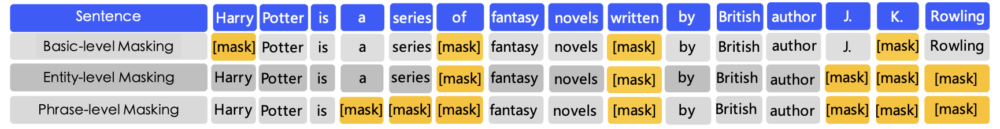 Sentence Harry Potter is a series of fantasy novels written by British author J. K. Rowling
Basic-level Masking [mask] Potter is a series [mask] fantasy novels [mask] by British author J. [mask] Rowling
Entity-level Masking Harry Potter is a series [mask] fantasy novels [mask] by British author [mask] [mask] [mask]
Phrase-level Masking Harry Potter is [mask] [mask] [mask] fantasy novels [mask] by British author [mask] [mask] [mask]